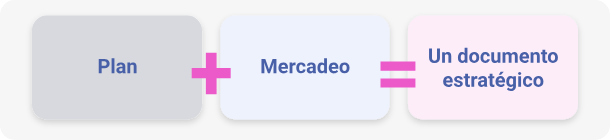 Plan
+
Mercadeo
=
Un documento
estratégico